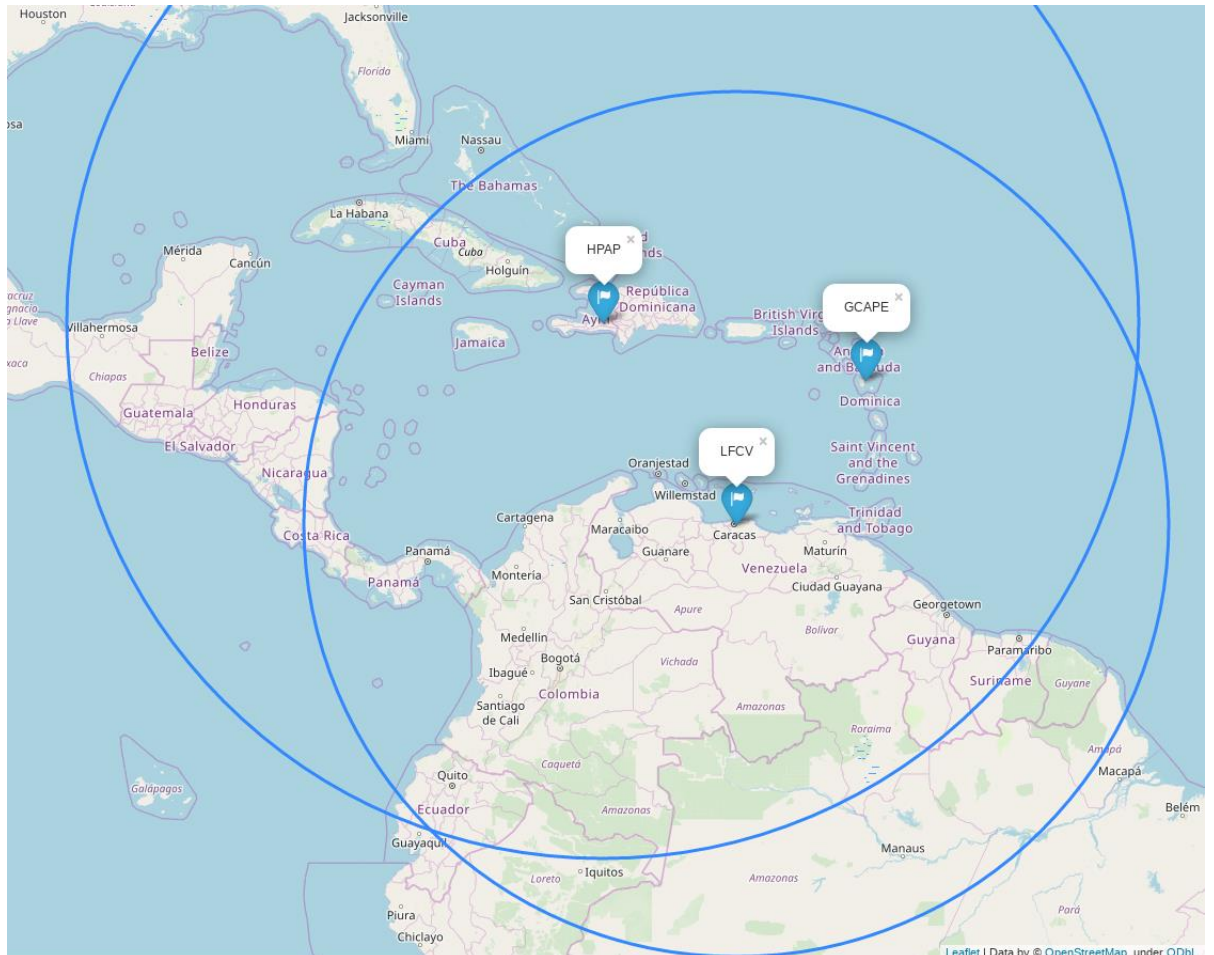 Houston
Jacksonville
Florida
Miami
Nassau
The Bahamas
La Habana
Cuba
Cuba
Holguín
HPAP
×
Mérida
Cancún
Cayman
Islands
República
Dominicana
GCAPE
×
British
Islands
Villahermosa
Jamaica
Belize
Chiapas
and
Dominica
Guatemala
Honduras
El Salvador
LFCV
×
Saint Vincent
and the
Grenadines
Nicaragua
Oranjestad
Willemstad
Trinidad
and Tobago
Cartagena
Maracaibo
Caracas
Costa Rica
Panamá
Guanare
Maturín
Venezuela
Panamá
Montería
Ciudad Guayana
San Cristóbal
Apure
Georgetown
Medellín
Bolívar
Guyana
Paramaribo
Bogotá
Vichada
Ibagué
Suriname
Guyane
Colombia
Santiago
de Cali
Amazonas
Roraima
Amapá
Quito
Caquetá
Macapá
Galápagos
Ecuador
Amazonas
Belém
Guayaquil
Manaus
Loreto
Iquitos
Amazonas
Piura
Pará
Chiclayo
Leaflet | Data by © OpenStreetMap, under ODbL.